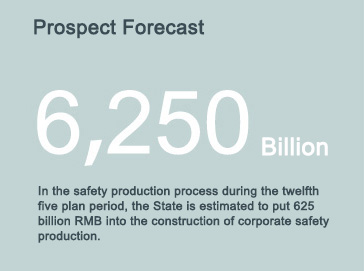 Prospect Forecast
6,250 Billion
In the safety production process during the twelfth
five plan period, the State is estimated to put 625
billion RMB into the construction of corporate safety
production.